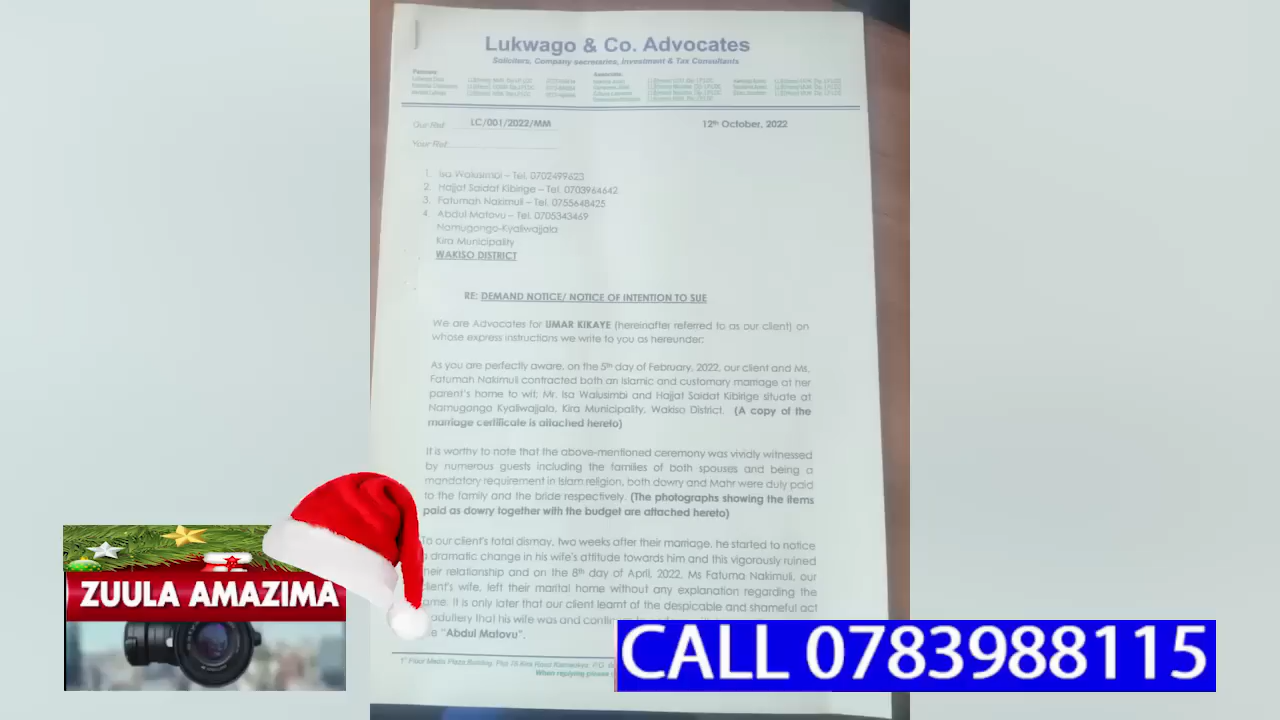 Lukwago & Co. Advocates
Solicitors, Company secretaries, Investment & Tax Consultants
Our Ref LC/001/2022/MM 12th October, 2022
Your Ref:
1. Isa Walusimbi – Tel. 0702499623
2. Hajjat Saidat Kibirige – Tel. 0703964642
3. Fatumah Nakimuli – Tel. 0755648425
4. Abdul Matovu – Tel. 0705343469
Namugongo-Kyaliwajjala
Kira Municipality
WAKISO DISTRICT
RE: DEMAND NOTICE/ NOTICE OF INTENTION TO SUE
We are Advocates for UMAR KIKAYE (hereinafter referred to as our client) on
whose express instructions we write to you as hereunder;
As you are perfectly aware, on the 5th day of February, 2022, our client and Ms.
Fatumah Nakimuli contracted both an Islamic and customary marriage at her
parent's home to wit; Mr. Isa Walusimbi and Hajjat Saidat Kibirige situate at
Namugongo Kyaliwajjala, Kira Municipality, Wakiso District. (A copy of the
marriage certificate is attached hereto)
It is worthy to note that the above-mentioned ceremony was vividly witnessed
by numerous guests including the families of both spouses and being a
mandatory requirement in Islam religion, both dowry and Mahr were duly paid
to the family and the bride respectively. (The photographs showing the items
paid as dowry together with the budget are attached hereto)
To our client's total dismay, two weeks after their marriage, he started to notice
dramatic change in his wife's attitude towards him and this vigorously ruined
their relationship and on the 8th day of April, 2022, Ms Fatuma Nakimuli, our
client's wife, left their marital home without any explanation regarding the
same. It is only later that our client learnt of the despicable and shameful act
adultery that his wife was and
"Abdul Matovu".
When replying please
ZUULA AMAZIMA
CALL 0783988115